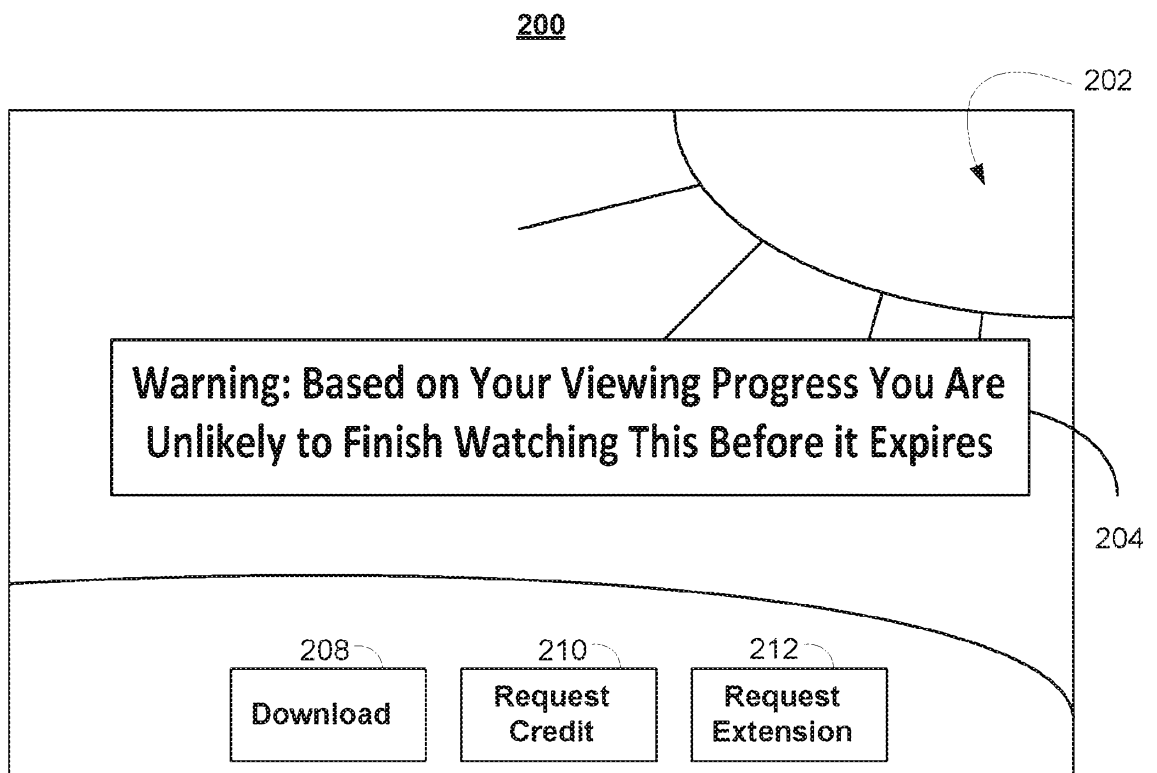 200
202
Warning: Based on Your Viewing Progress You Are
Unlikely to Finish Watching This Before it Expires
204
208
210
212
Download
Request
Credit
Request
Extension